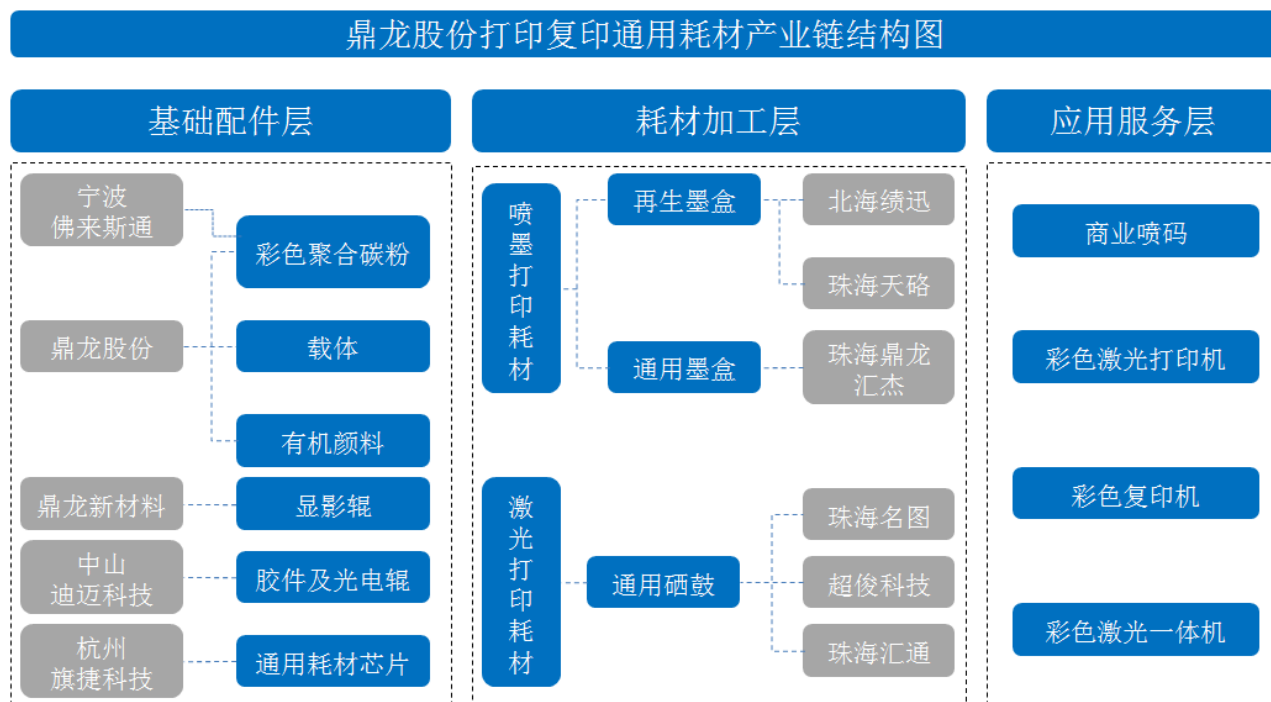 鼎龙股份打印复印通用耗材产业链结构图
基础配件层
宁波
佛来斯通
彩色聚合碳粉
鼎龙股份
载体
有机颜料
鼎龙新材料
显影辊
中山
迪迈科技
胶件及光电辊
杭州
旗捷科技
通用耗材芯片
耗材加工层
喷墨打印耗材
再生墨盒
北海绩迅
珠海天硌
通用墨盒
珠海鼎龙
汇杰
激光打印耗材
通用硒鼓
珠海名图
超俊科技
珠海汇通
应用服务层
商业喷码
彩色激光打印机
彩色复印机
彩色激光一体机